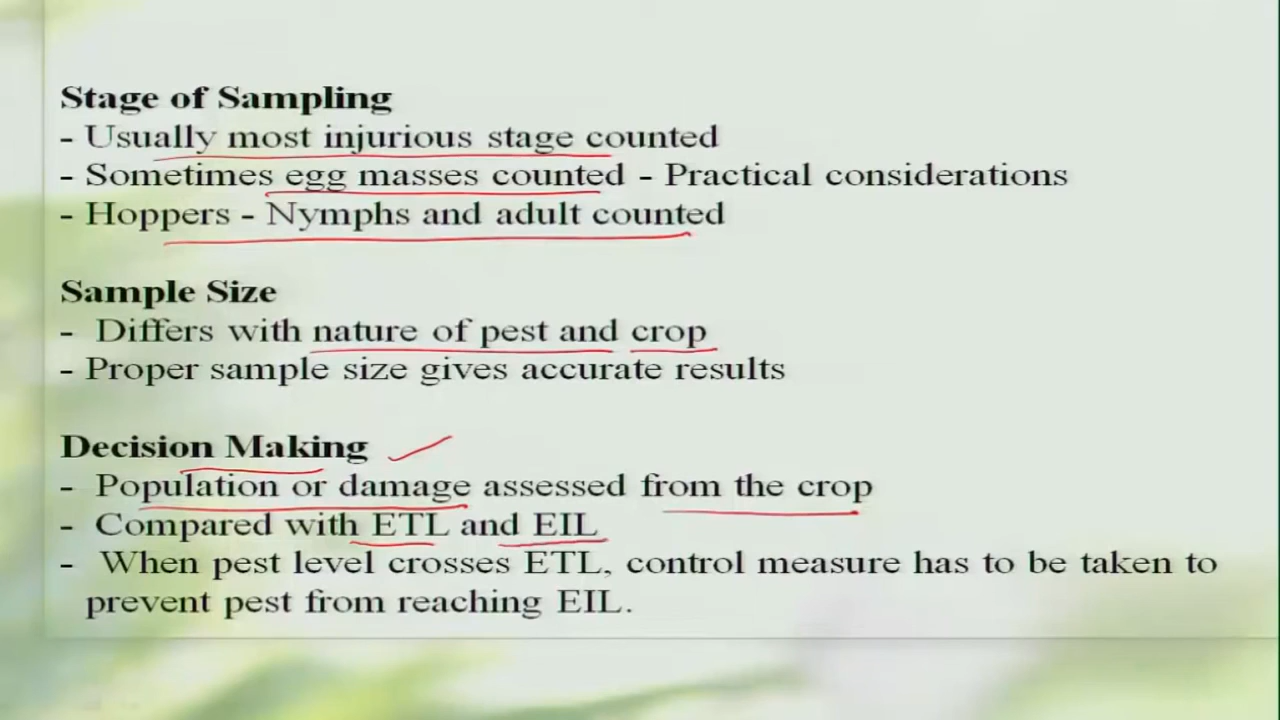 Stage of Sampling
- Usually most injurious stage counted
- Sometimes egg masses counted - Practical considerations
- Hoppers - Nymphs and adult counted
Sample Size
- Differs with nature of pest and crop
- Proper sample size gives accurate results
Decision Making
- Population or damage assessed from the crop
- Compared with ETL and EIL
- When pest level crosses ETL, control measure has to be taken to
prevent pest from reaching EIL.